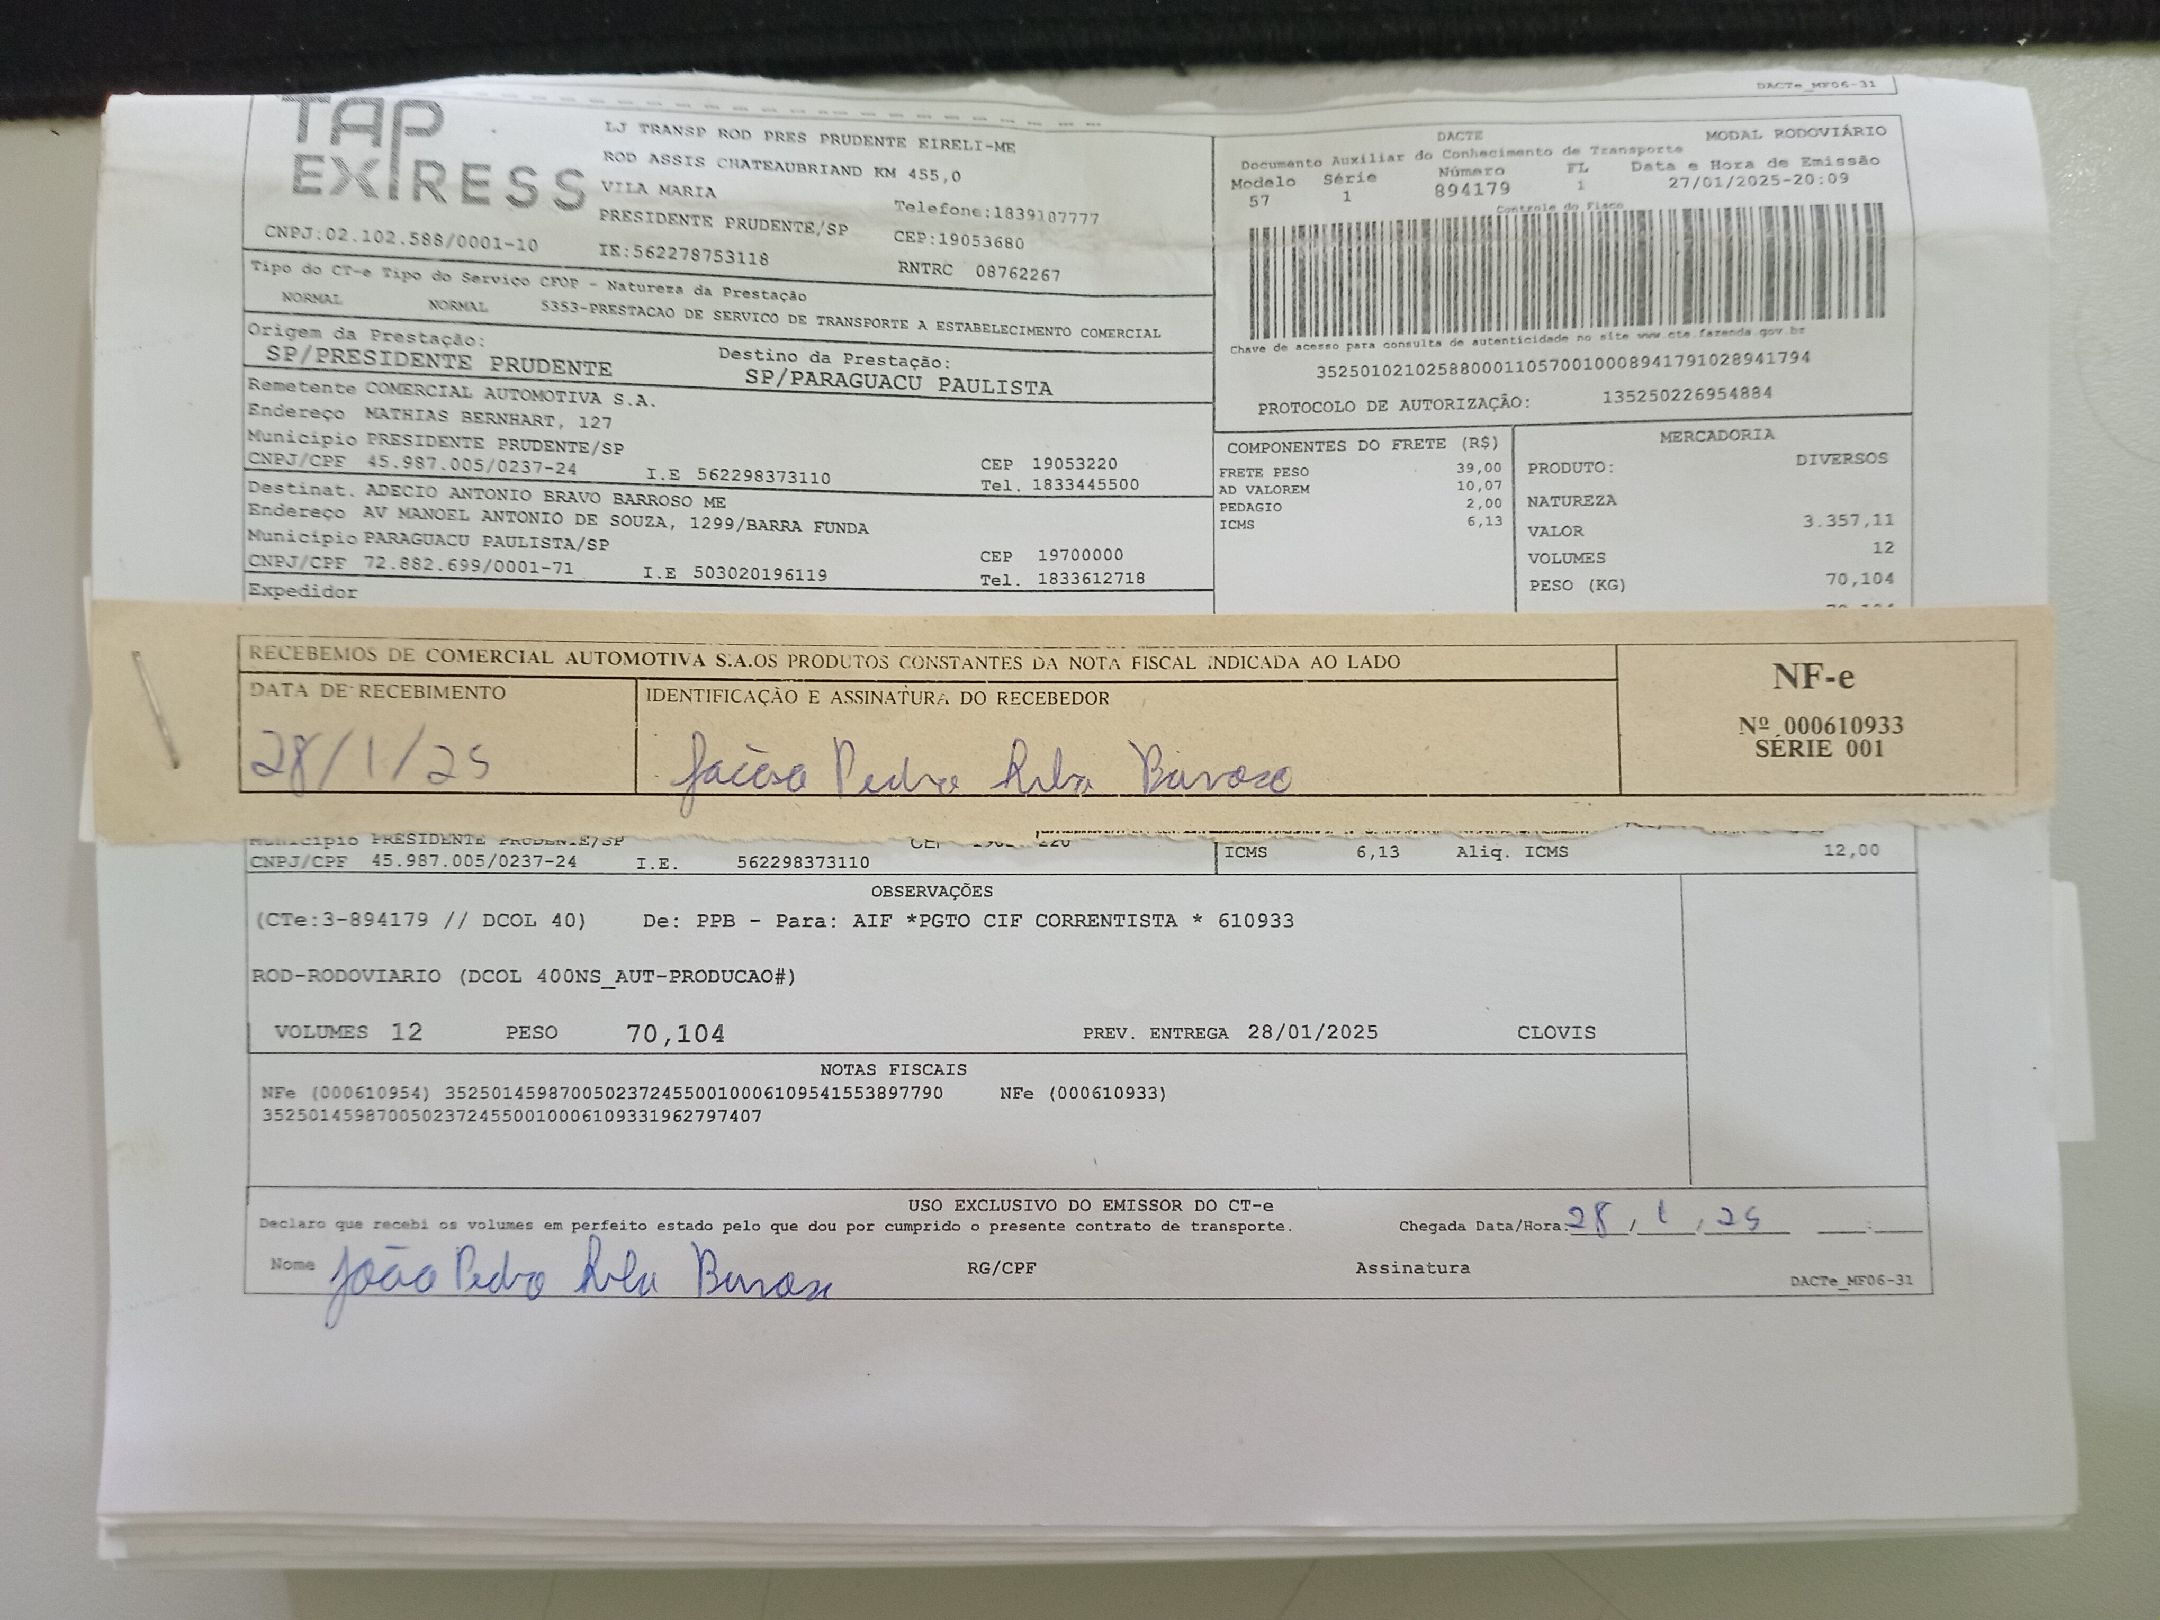 DACTe_MF06-31
TAP
EXPRESS
LJ TRANSP ROD PRES PRUDENTE EIRELI-ME
ROD ASSIS CHATEAUBRIAND KM 455,0
VILA MARIA
Telefone:1839107777
PRESIDENTE PRUDENTE/SP
CEP:19053680
CNPJ:02.102.588/0001-10
IE:562278753118
RNTRC 08762267
DACTE
MODAL RODOVIÁRIO
Documento Auxiliar do Conhecimento de Transporte
Modelo Série Número FL Data e Hora de Emissão
57 1 894179 1 27/01/2025-20:09
Controle do Fisco
Chave de acesso para consulta de autenticidade no site www.cte.fazenda.gov.br
35250102102588000110570010008941791028941794
PROTOCOLO DE AUTORIZAÇÃO: 135250226954884
Tipo do CT-e Tipo do Serviço CFOP - Natureza da Prestação
NORMAL NORMAL 5353-PRESTACAO DE SERVICO DE TRANSPORTE A ESTABELECIMENTO COMERCIAL
Origem da Prestação:
SP/PRESIDENTE PRUDENTE
Destino da Prestação:
SP/PARAGUACU PAULISTA
Remetente COMERCIAL AUTOMOTIVA S.A.
Endereço MATHIAS BERNHART, 127
Município PRESIDENTE PRUDENTE/SP
CEP 19053220
CNPJ/CPF 45.987.005/0237-24 I.E 562298373110
Tel. 1833445500
Destinat. ADECIO ANTONIO BRAVO BARROSO ME
Endereço AV MANOEL ANTONIO DE SOUZA, 1299/BARRA FUNDA
Município PARAGUACU PAULISTA/SP
CEP 19700000
CNPJ/CPF 72.882.699/0001-71 I.E 503020196119
Tel. 1833612718
Expedidor
COMPONENTES DO FRETE (R$)
FRETE PESO 39,00
AD VALOREM 10,07
PEDAGIO 2,00
ICMS 6,13
MERCADORIA
PRODUTO: DIVERSOS
NATUREZA
VALOR 3.357,11
VOLUMES 12
PESO (KG) 70,104
RECEBEMOS DE COMERCIAL AUTOMOTIVA S.A.OS PRODUTOS CONSTANTES DA NOTA FISCAL INDICADA AO LADO
DATA DE RECEBIMENTO
IDENTIFICAÇÃO E ASSINATURA DO RECEBEDOR
28/1/25
João Pedro Barroso
NF-e
Nº 000610933
SÉRIE 001
Município PRESIDENTE PRUDENTE/SP
CNPJ/CPF 45.987.005/0237-24 I.E. 562298373110
ICMS 6,13 Aliq. ICMS 12,00
OBSERVAÇÕES
(CTe:3-894179 // DCOL 40) De: PPB - Para: AIF *PGTO CIF CORRENTISTA * 610933
ROD-RODOVIARIO (DCOL 400NS_AUT-PRODUCAO#)
VOLUMES 12 PESO 70,104 PREV. ENTREGA 28/01/2025 CLOVIS
NOTAS FISCAIS
NFe (000610954) 35250145987005023724550010006109541553897790 NFe (000610933)
35250145987005023724550010006109331962797407
USO EXCLUSIVO DO EMISSOR DO CT-e
Declaro que recebi os volumes em perfeito estado pelo que dou por cumprido o presente contrato de transporte.
Chegada Data/Hora: 28/1/25 :
Nome João Pedro Barroso
RG/CPF
Assinatura
DACTe_MF06-31